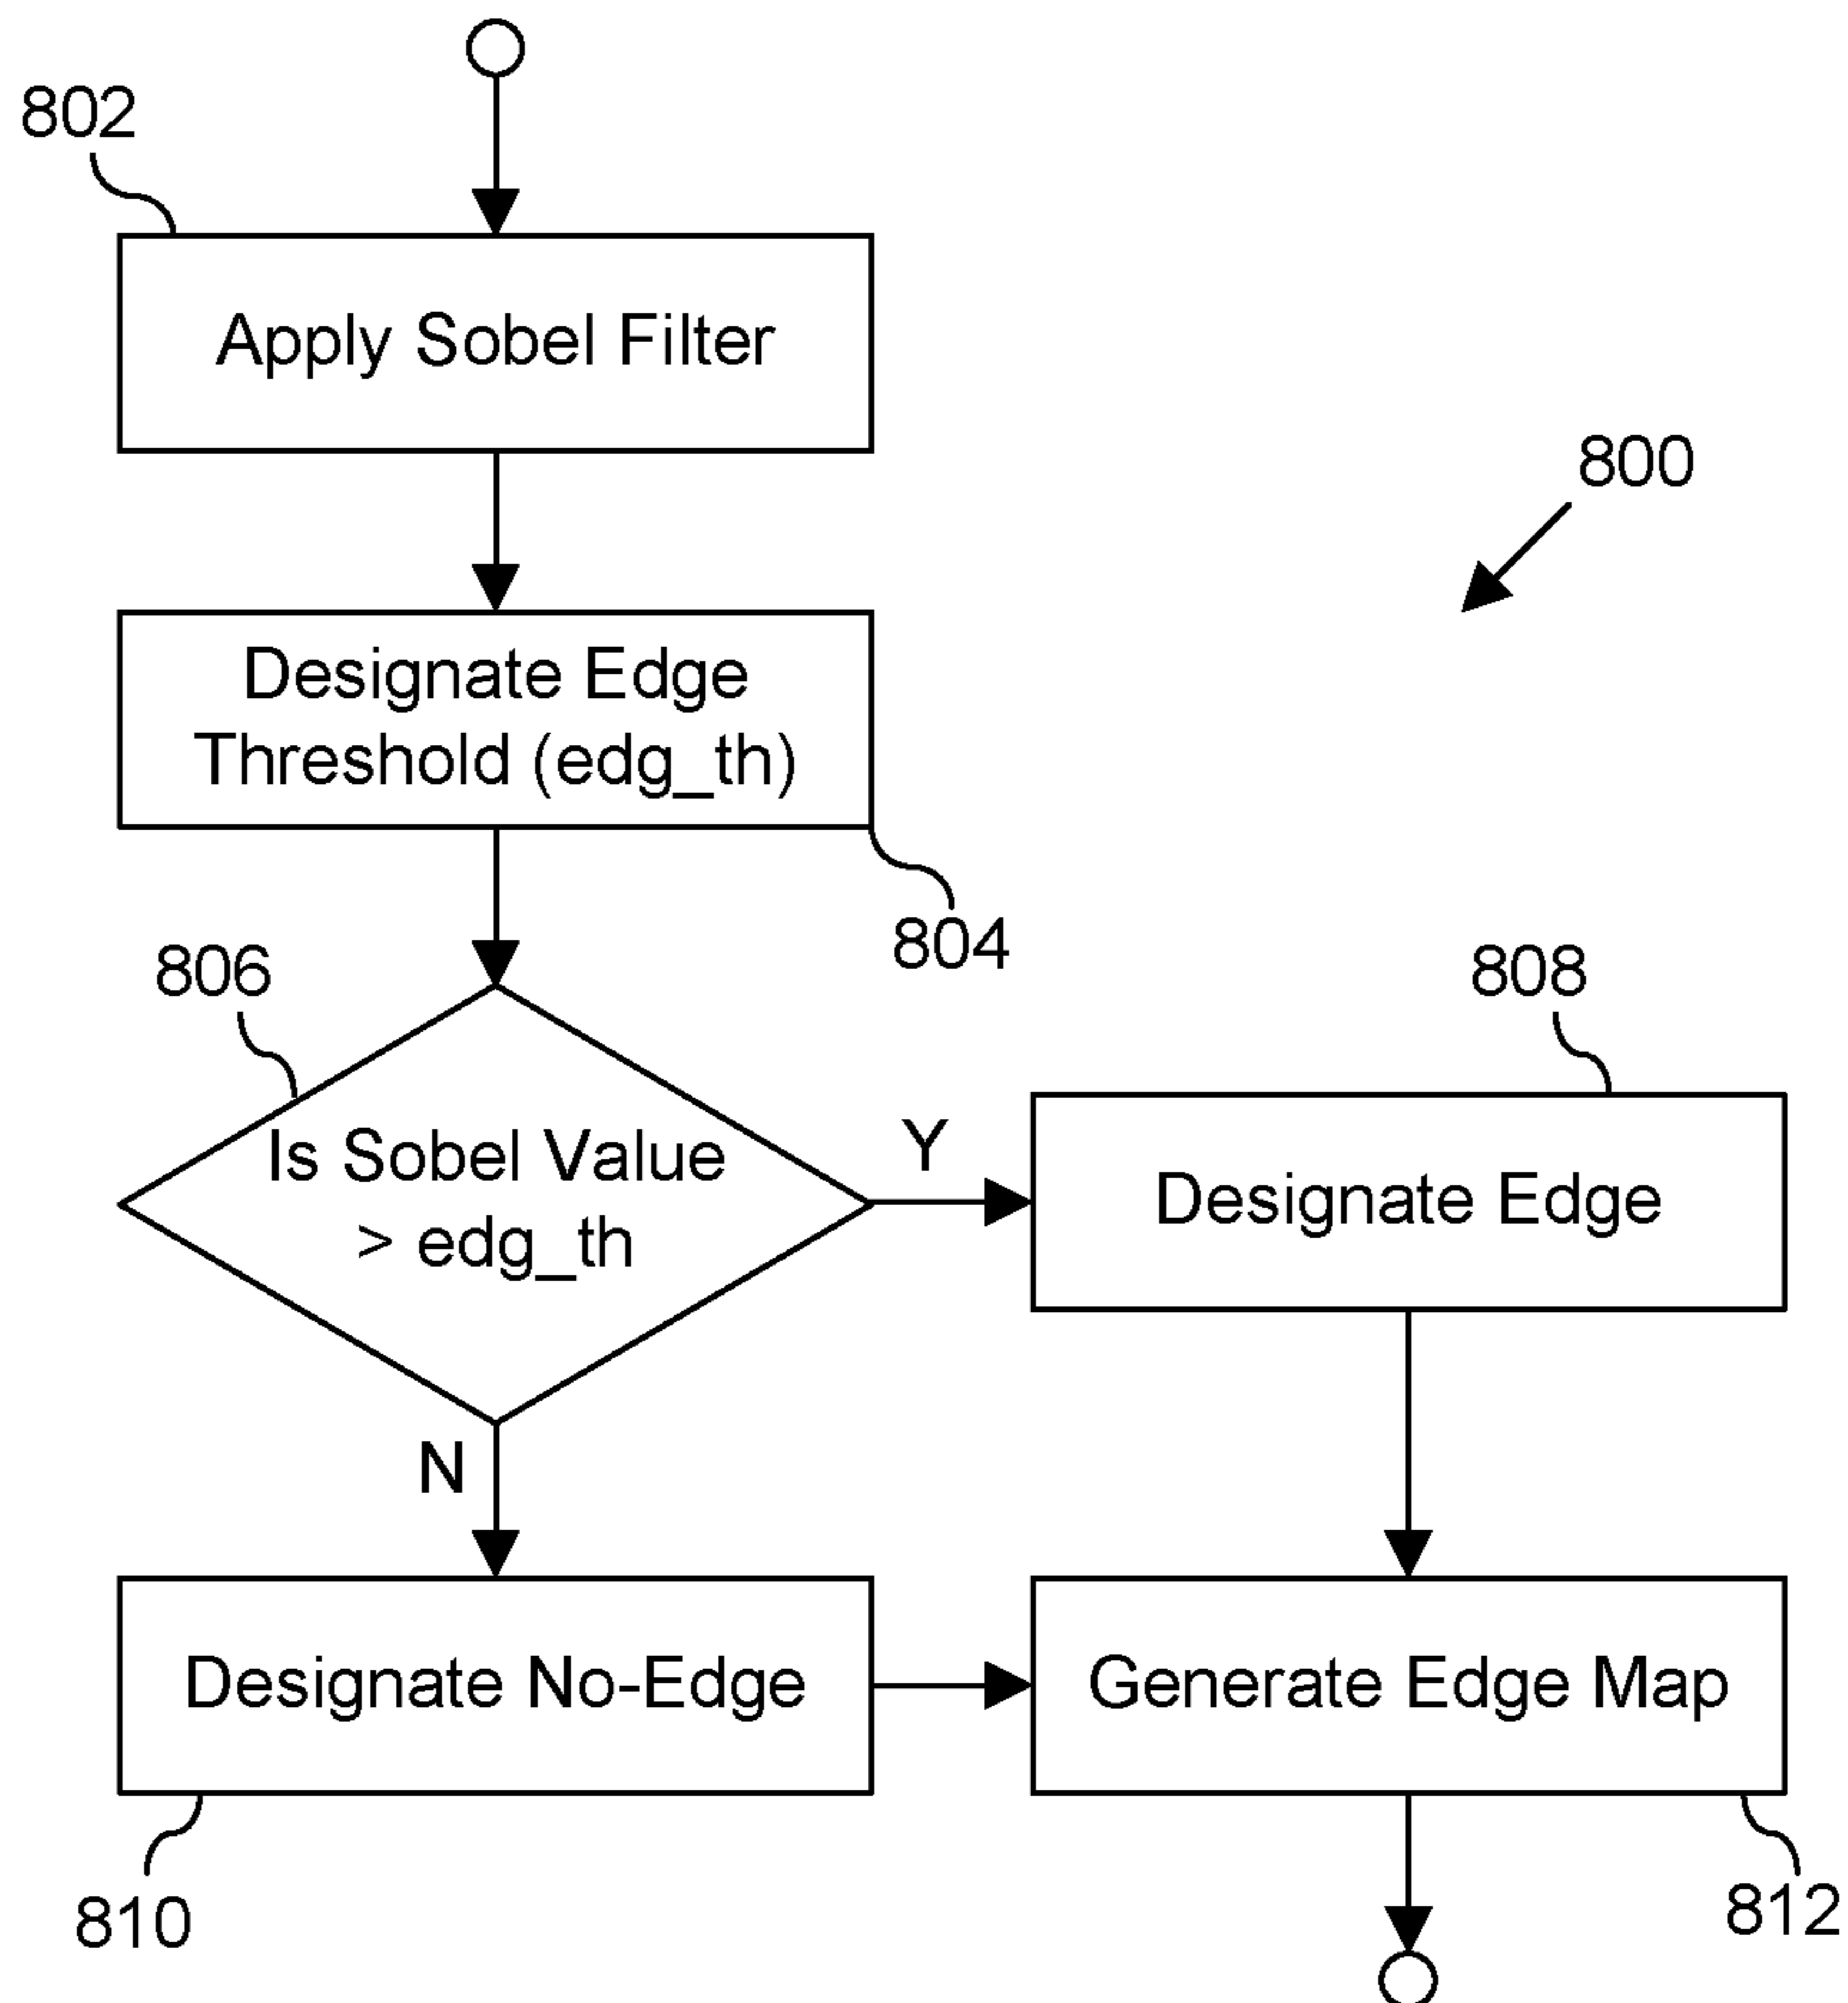 802
Apply Sobel Filter
800
Designate Edge
Threshold (edg_th)
804
806
808
Is Sobel Value
> edg_th
Y
Designate Edge
N
Designate No-Edge
Generate Edge Map
810
812